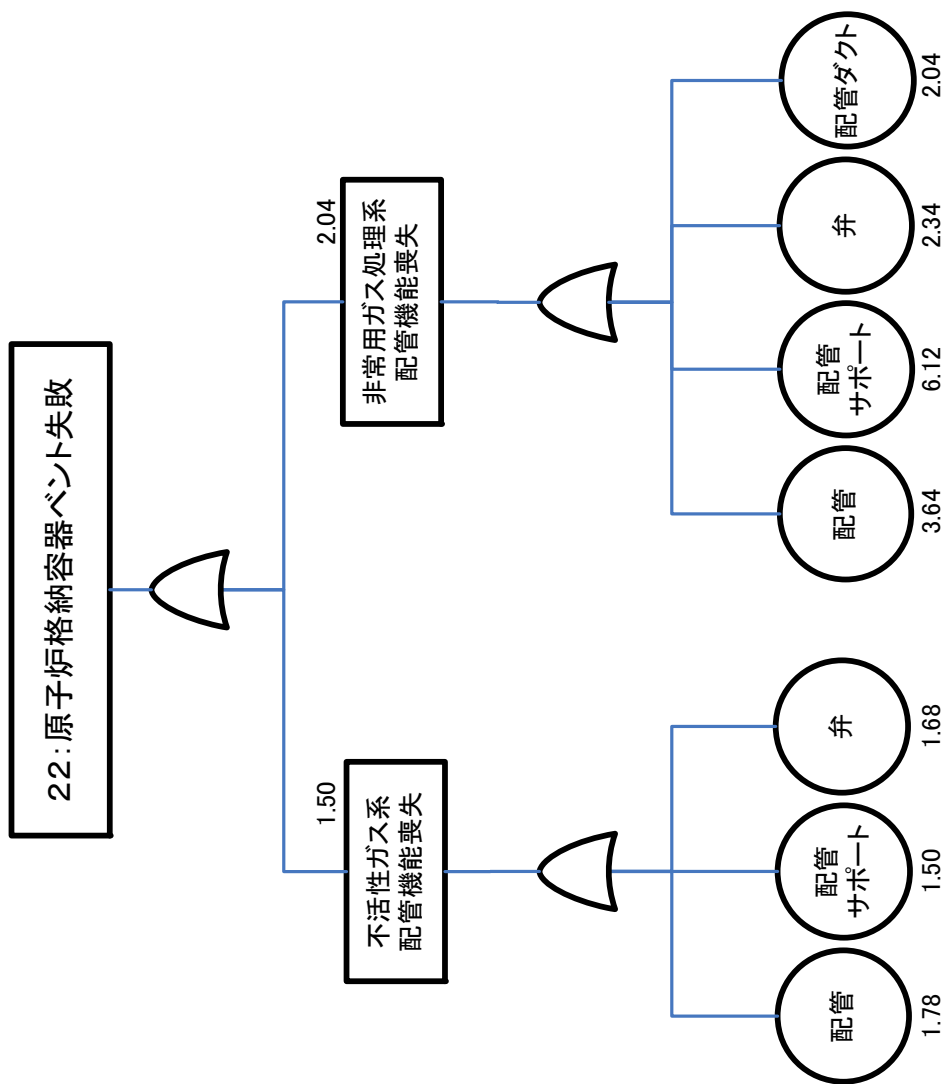 22:原子炉格納容器ベント失敗
1.50
不活性ガス系
配管機能喪失
2.04
非常用ガス処理系
配管機能喪失
配管
1.78
配管
サポート
1.50
弁
1.68
配管
3.64
配管
サポート
6.12
弁
2.34
配管ダクト
2.04